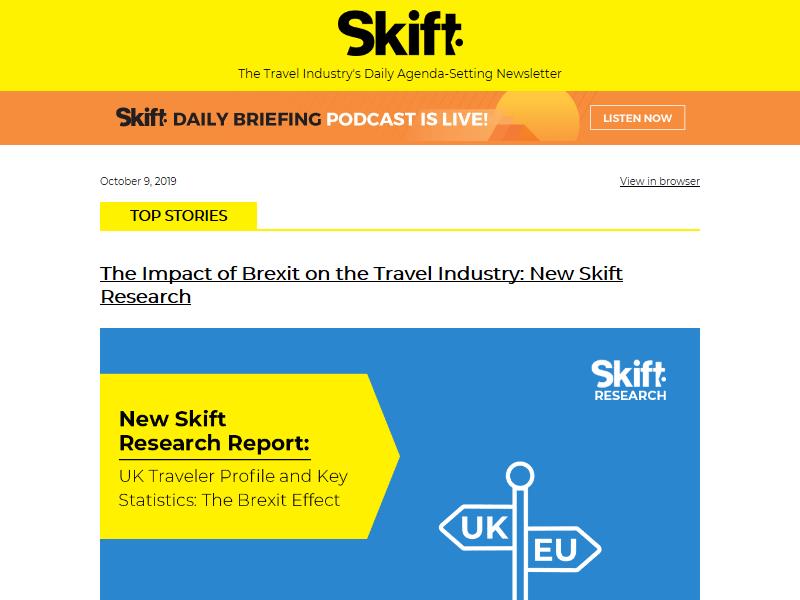 Skift
The Travel Industry's Daily Agenda-Setting Newsletter
Skift DAILY BRIEFING PODCAST IS LIVE!
LISTEN NOW
October 9, 2019
View in browser
TOP STORIES
The Impact of Brexit on the Travel Industry: New Skift
Research
Skift
RESEARCH
New Skift
Research Report:
UK Traveler Profile and Key
Statistics: The Brexit Effect
UK
EU